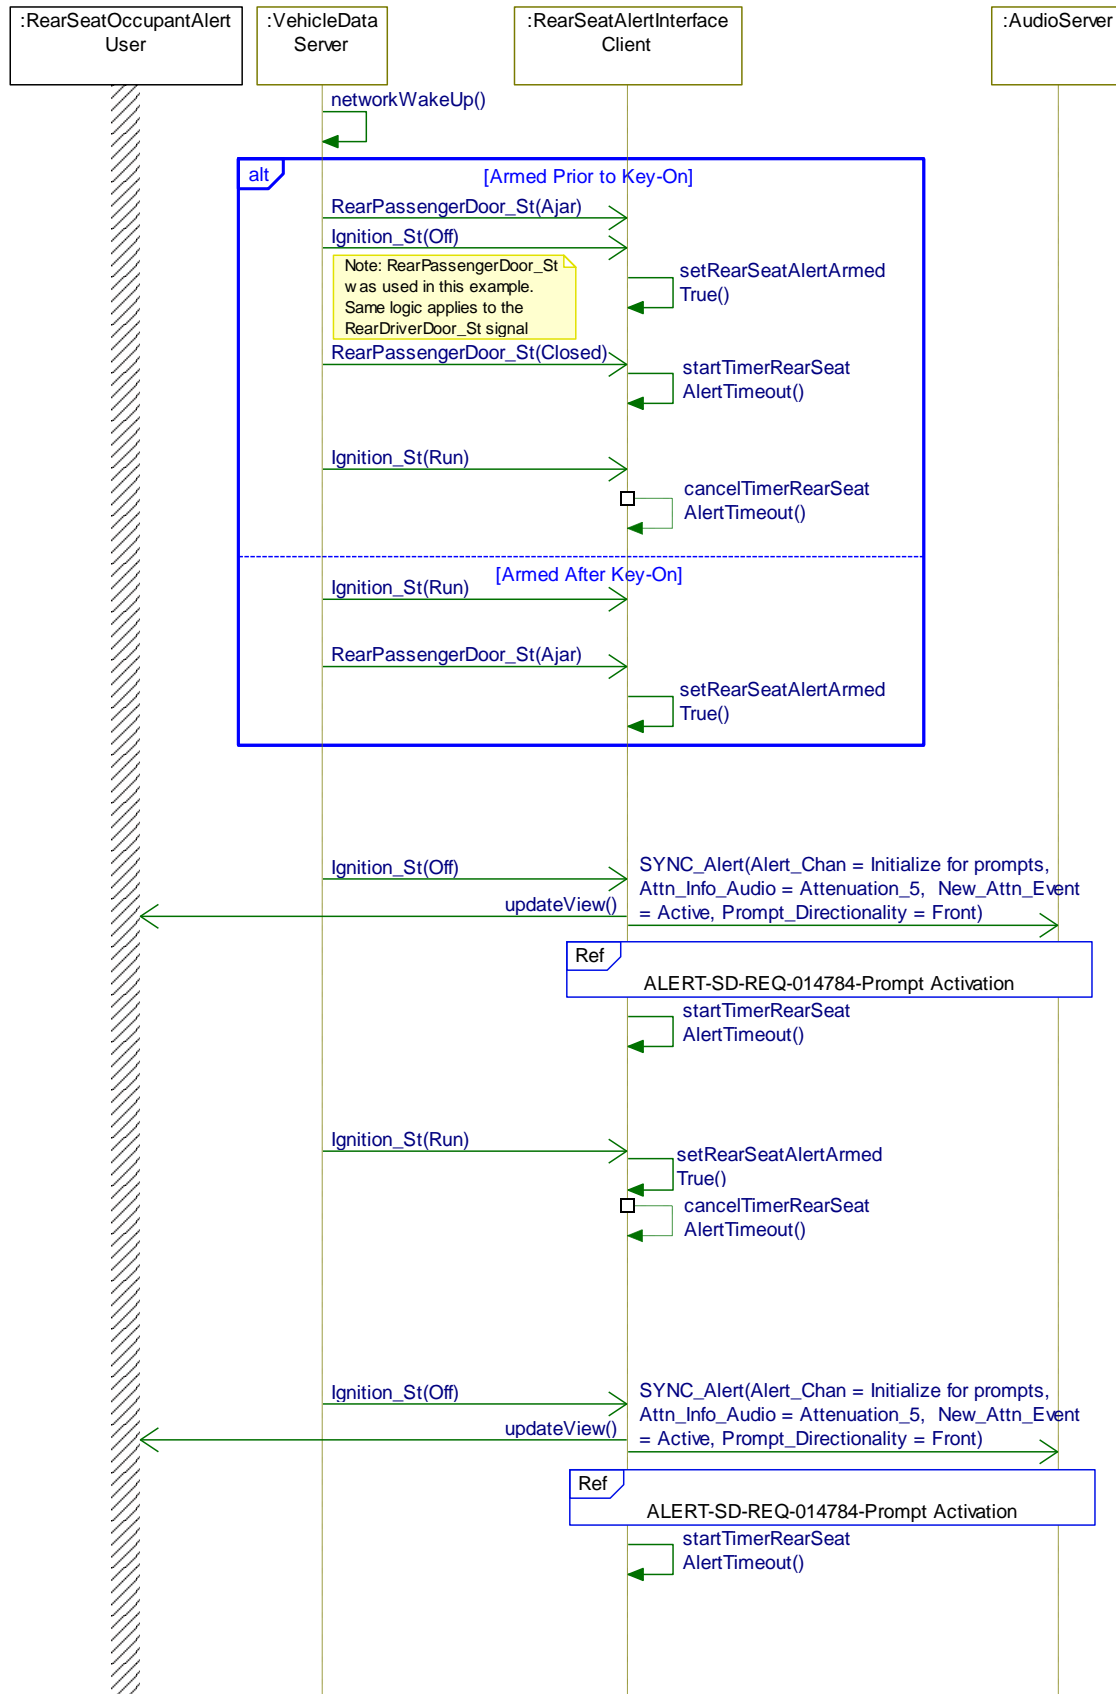 :RearSeatOccupantAlert
User
:VehicleData
Server
:RearSeatAlertInterface
Client
:AudioServer
networkWakeUp()
alt
[Armed Prior to Key-On]
RearPassengerDoor_St(Ajar)
Ignition_St(Off)
Note: RearPassengerDoor_St
was used in this example.
Same logic applies to the
RearDriverDoor_St signal
setRearSeatAlertArmed
True()
RearPassengerDoor_St(Closed)
startTimerRearSeat
AlertTimeout()
Ignition_St(Run)
cancelTimerRearSeat
AlertTimeout()
[Armed After Key-On]
Ignition_St(Run)
RearPassengerDoor_St(Ajar)
setRearSeatAlertArmed
True()
Ignition_St(Off)
SYNC_Alert(Alert_Chan = Initialize for prompts,
Attn_Info_Audio = Attenuation_5, New_Attn_Event
= Active, Prompt_Directionality = Front)
updateView()
Ref
ALERT-SD-REQ-014784-Prompt Activation
startTimerRearSeat
AlertTimeout()
Ignition_St(Run)
setRearSeatAlertArmed
True()
cancelTimerRearSeat
AlertTimeout()
Ignition_St(Off)
SYNC_Alert(Alert_Chan = Initialize for prompts,
Attn_Info_Audio = Attenuation_5, New_Attn_Event
= Active, Prompt_Directionality = Front)
updateView()
Ref
ALERT-SD-REQ-014784-Prompt Activation
startTimerRearSeat
AlertTimeout()